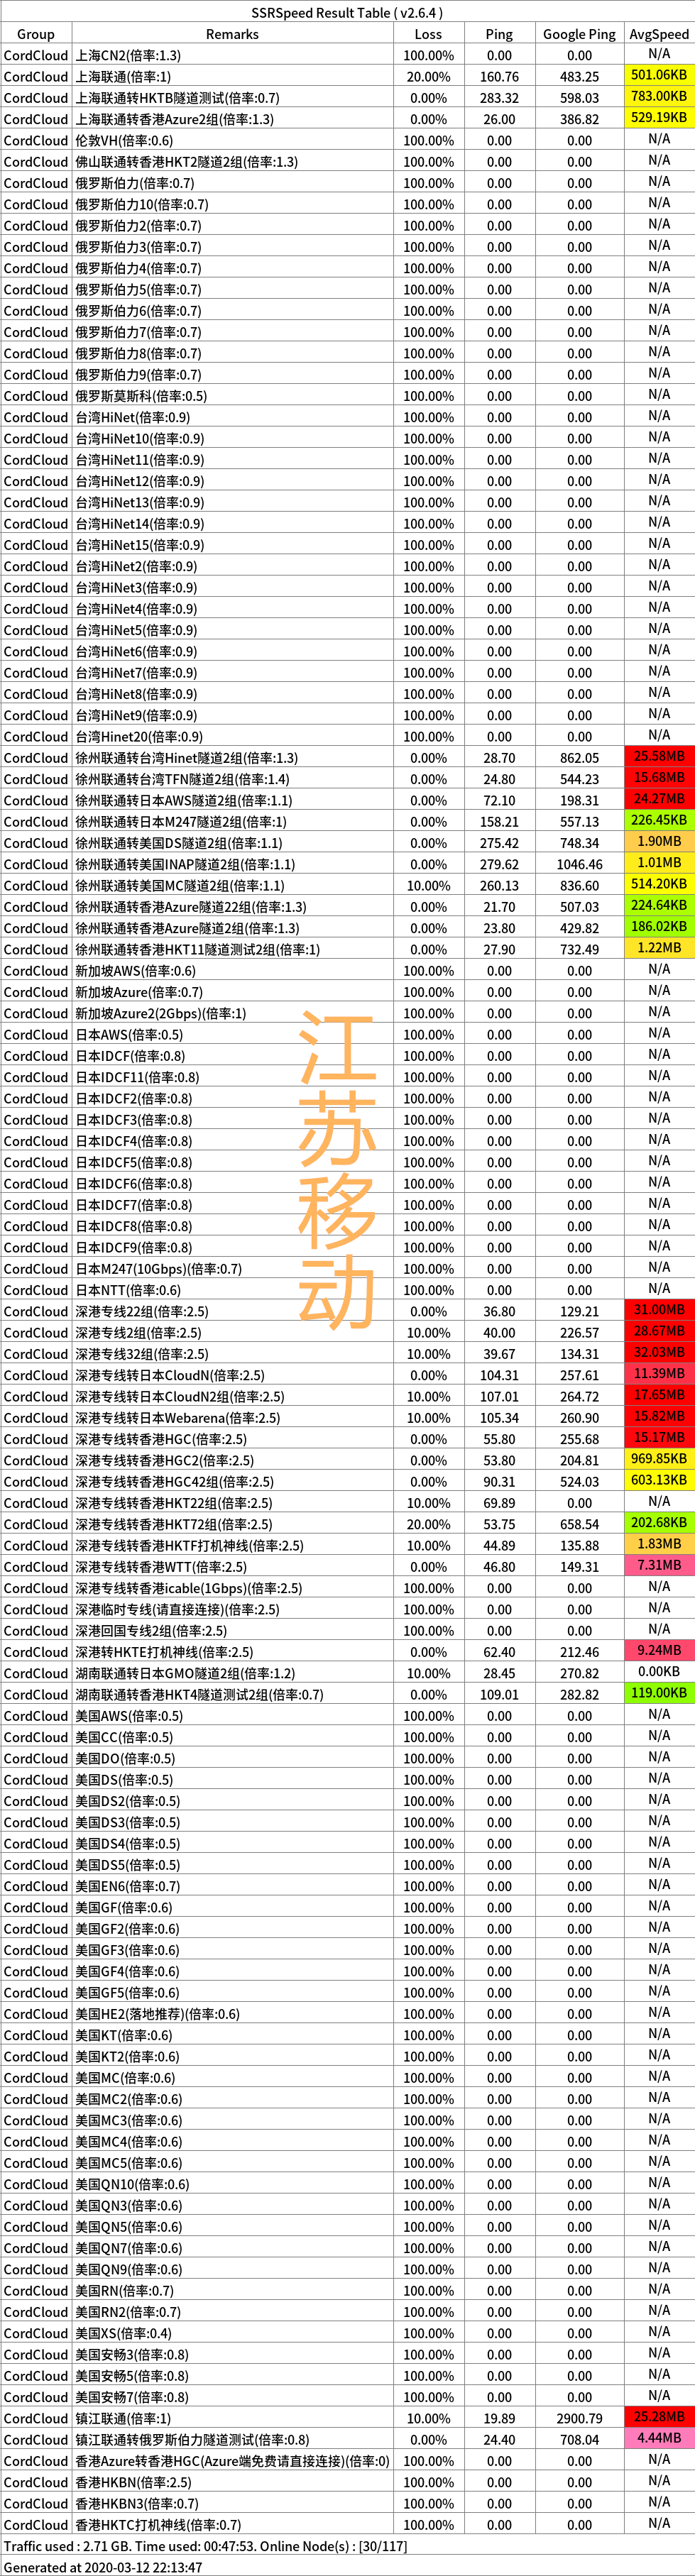 SSRSpeed Result Table ( v2.6.4 )
Group Remarks Loss Ping Google Ping AvgSpeed
CordCloud 上海CN2(倍率:1.3) 100.00% 0.00 0.00 N/A
CordCloud 上海联通(倍率:1) 20.00% 160.76 483.25 501.06KB
CordCloud 上海联通转HKTB隧道测试(倍率:0.7) 0.00% 283.32 598.03 783.00KB
CordCloud 上海联通转香港Azure2组(倍率:1.3) 0.00% 26.00 386.82 529.19KB
CordCloud 伦敦VH(倍率:0.6) 100.00% 0.00 0.00 N/A
CordCloud 佛山联通转香港HKT2隧道2组(倍率:1.3) 100.00% 0.00 0.00 N/A
CordCloud 俄罗斯伯力(倍率:0.7) 100.00% 0.00 0.00 N/A
CordCloud 俄罗斯伯力10(倍率:0.7) 100.00% 0.00 0.00 N/A
CordCloud 俄罗斯伯力2(倍率:0.7) 100.00% 0.00 0.00 N/A
CordCloud 俄罗斯伯力3(倍率:0.7) 100.00% 0.00 0.00 N/A
CordCloud 俄罗斯伯力4(倍率:0.7) 100.00% 0.00 0.00 N/A
CordCloud 俄罗斯伯力5(倍率:0.7) 100.00% 0.00 0.00 N/A
CordCloud 俄罗斯伯力6(倍率:0.7) 100.00% 0.00 0.00 N/A
CordCloud 俄罗斯伯力7(倍率:0.7) 100.00% 0.00 0.00 N/A
CordCloud 俄罗斯伯力8(倍率:0.7) 100.00% 0.00 0.00 N/A
CordCloud 俄罗斯伯力9(倍率:0.7) 100.00% 0.00 0.00 N/A
CordCloud 俄罗斯莫斯科(倍率:0.5) 100.00% 0.00 0.00 N/A
CordCloud 台湾HiNet(倍率:0.9) 100.00% 0.00 0.00 N/A
CordCloud 台湾HiNet10(倍率:0.9) 100.00% 0.00 0.00 N/A
CordCloud 台湾HiNet11(倍率:0.9) 100.00% 0.00 0.00 N/A
CordCloud 台湾HiNet12(倍率:0.9) 100.00% 0.00 0.00 N/A
CordCloud 台湾HiNet13(倍率:0.9) 100.00% 0.00 0.00 N/A
CordCloud 台湾HiNet14(倍率:0.9) 100.00% 0.00 0.00 N/A
CordCloud 台湾HiNet15(倍率:0.9) 100.00% 0.00 0.00 N/A
CordCloud 台湾HiNet2(倍率:0.9) 100.00% 0.00 0.00 N/A
CordCloud 台湾HiNet3(倍率:0.9) 100.00% 0.00 0.00 N/A
CordCloud 台湾HiNet4(倍率:0.9) 100.00% 0.00 0.00 N/A
CordCloud 台湾HiNet5(倍率:0.9) 100.00% 0.00 0.00 N/A
CordCloud 台湾HiNet6(倍率:0.9) 100.00% 0.00 0.00 N/A
CordCloud 台湾HiNet7(倍率:0.9) 100.00% 0.00 0.00 N/A
CordCloud 台湾HiNet8(倍率:0.9) 100.00% 0.00 0.00 N/A
CordCloud 台湾HiNet9(倍率:0.9) 100.00% 0.00 0.00 N/A
CordCloud 台湾Hinet20(倍率:0.9) 100.00% 0.00 0.00 N/A
CordCloud 徐州联通转台湾Hinet隧道2组(倍率:1.3) 0.00% 28.70 862.05 25.58MB
CordCloud 徐州联通转台湾TFN隧道2组(倍率:1.4) 0.00% 24.80 544.23 15.68MB
CordCloud 徐州联通转日本AWS隧道2组(倍率:1.1) 0.00% 72.10 198.31 24.27MB
CordCloud 徐州联通转日本M247隧道2组(倍率:1) 0.00% 158.21 557.13 226.45KB
CordCloud 徐州联通转美国DS隧道2组(倍率:1.1) 0.00% 275.42 748.34 1.90MB
CordCloud 徐州联通转美国INAP隧道2组(倍率:1.1) 0.00% 279.62 1046.46 1.01MB
CordCloud 徐州联通转美国MC隧道2组(倍率:1.1) 10.00% 260.13 836.60 514.20KB
CordCloud 徐州联通转香港Azure隧道22组(倍率:1.3) 0.00% 21.70 507.03 224.64KB
CordCloud 徐州联通转香港Azure隧道2组(倍率:1.3) 0.00% 23.80 429.82 186.02KB
CordCloud 徐州联通转香港HKT11隧道测试2组(倍率:1) 0.00% 27.90 732.49 1.22MB
CordCloud 新加坡AWS(倍率:0.6) 100.00% 0.00 0.00 N/A
CordCloud 新加坡Azure(倍率:0.7) 100.00% 0.00 0.00 N/A
CordCloud 新加坡Azure2(2Gbps)(倍率:1) 100.00% 0.00 0.00 N/A
CordCloud 日本AWS(倍率:0.5) 100.00% 0.00 0.00 N/A
CordCloud 日本IDCF(倍率:0.8) 100.00% 0.00 0.00 N/A
CordCloud 日本IDCF11(倍率:0.8) 100.00% 0.00 0.00 N/A
CordCloud 日本IDCF2(倍率:0.8) 100.00% 0.00 0.00 N/A
CordCloud 日本IDCF3(倍率:0.8) 100.00% 0.00 0.00 N/A
CordCloud 日本IDCF4(倍率:0.8) 100.00% 0.00 0.00 N/A
CordCloud 日本IDCF5(倍率:0.8) 100.00% 0.00 0.00 N/A
CordCloud 日本IDCF6(倍率:0.8) 100.00% 0.00 0.00 N/A
CordCloud 日本IDCF7(倍率:0.8) 100.00% 0.00 0.00 N/A
CordCloud 日本IDCF8(倍率:0.8) 100.00% 0.00 0.00 N/A
CordCloud 日本IDCF9(倍率:0.8) 100.00% 0.00 0.00 N/A
CordCloud 日本M247(10Gbps)(倍率:0.7) 100.00% 0.00 0.00 N/A
CordCloud 日本NTT(倍率:0.6) 100.00% 0.00 0.00 N/A
江苏移动
CordCloud 深港专线22组(倍率:2.5) 0.00% 36.80 129.21 31.00MB
CordCloud 深港专线2组(倍率:2.5) 10.00% 40.00 226.57 28.67MB
CordCloud 深港专线32组(倍率:2.5) 10.00% 39.67 134.31 32.03MB
CordCloud 深港专线转日本CloudN(倍率:2.5) 0.00% 104.31 257.61 11.39MB
CordCloud 深港专线转日本CloudN2组(倍率:2.5) 10.00% 107.01 264.72 17.65MB
CordCloud 深港专线转日本Webarena(倍率:2.5) 10.00% 105.34 260.90 15.82MB
CordCloud 深港专线转香港HGC(倍率:2.5) 0.00% 55.80 255.68 15.17MB
CordCloud 深港专线转香港HGC2(倍率:2.5) 0.00% 53.80 204.81 969.85KB
CordCloud 深港专线转香港HGC42组(倍率:2.5) 0.00% 90.31 524.03 603.13KB
CordCloud 深港专线转香港HKT22组(倍率:2.5) 10.00% 69.89 0.00 N/A
CordCloud 深港专线转香港HKT72组(倍率:2.5) 20.00% 53.75 658.54 202.68KB
CordCloud 深港专线转香港HKTF打机神线(倍率:2.5) 10.00% 44.89 135.88 1.83MB
CordCloud 深港专线转香港WTT(倍率:2.5) 0.00% 46.80 149.31 7.31MB
CordCloud 深港专线转香港icable(1Gbps)(倍率:2.5) 100.00% 0.00 0.00 N/A
CordCloud 深港临时专线(请直接连接)(倍率:2.5) 100.00% 0.00 0.00 N/A
CordCloud 深港回国专线2组(倍率:2.5) 100.00% 0.00 0.00 N/A
CordCloud 深港转HKTE打机神线(倍率:2.5) 0.00% 62.40 212.46 9.24MB
CordCloud 湖南联通转日本GMO隧道2组(倍率:1.2) 10.00% 28.45 270.82 0.00KB
CordCloud 湖南联通转香港HKT4隧道测试2组(倍率:0.7) 0.00% 109.01 282.82 119.00KB
CordCloud 美国AWS(倍率:0.5) 100.00% 0.00 0.00 N/A
CordCloud 美国CC(倍率:0.5) 100.00% 0.00 0.00 N/A
CordCloud 美国DO(倍率:0.5) 100.00% 0.00 0.00 N/A
CordCloud 美国DS(倍率:0.5) 100.00% 0.00 0.00 N/A
CordCloud 美国DS2(倍率:0.5) 100.00% 0.00 0.00 N/A
CordCloud 美国DS3(倍率:0.5) 100.00% 0.00 0.00 N/A
CordCloud 美国DS4(倍率:0.5) 100.00% 0.00 0.00 N/A
CordCloud 美国DS5(倍率:0.5) 100.00% 0.00 0.00 N/A
CordCloud 美国EN6(倍率:0.7) 100.00% 0.00 0.00 N/A
CordCloud 美国GF(倍率:0.6) 100.00% 0.00 0.00 N/A
CordCloud 美国GF2(倍率:0.6) 100.00% 0.00 0.00 N/A
CordCloud 美国GF3(倍率:0.6) 100.00% 0.00 0.00 N/A
CordCloud 美国GF4(倍率:0.6) 100.00% 0.00 0.00 N/A
CordCloud 美国GF5(倍率:0.6) 100.00% 0.00 0.00 N/A
CordCloud 美国HE2(落地推荐)(倍率:0.6) 100.00% 0.00 0.00 N/A
CordCloud 美国KT(倍率:0.6) 100.00% 0.00 0.00 N/A
CordCloud 美国KT2(倍率:0.6) 100.00% 0.00 0.00 N/A
CordCloud 美国MC(倍率:0.6) 100.00% 0.00 0.00 N/A
CordCloud 美国MC2(倍率:0.6) 100.00% 0.00 0.00 N/A
CordCloud 美国MC3(倍率:0.6) 100.00% 0.00 0.00 N/A
CordCloud 美国MC4(倍率:0.6) 100.00% 0.00 0.00 N/A
CordCloud 美国MC5(倍率:0.6) 100.00% 0.00 0.00 N/A
CordCloud 美国QN10(倍率:0.6) 100.00% 0.00 0.00 N/A
CordCloud 美国QN3(倍率:0.6) 100.00% 0.00 0.00 N/A
CordCloud 美国QN5(倍率:0.6) 100.00% 0.00 0.00 N/A
CordCloud 美国QN7(倍率:0.6) 100.00% 0.00 0.00 N/A
CordCloud 美国QN9(倍率:0.6) 100.00% 0.00 0.00 N/A
CordCloud 美国RN(倍率:0.7) 100.00% 0.00 0.00 N/A
CordCloud 美国RN2(倍率:0.7) 100.00% 0.00 0.00 N/A
CordCloud 美国XS(倍率:0.4) 100.00% 0.00 0.00 N/A
CordCloud 美国安畅3(倍率:0.8) 100.00% 0.00 0.00 N/A
CordCloud 美国安畅5(倍率:0.8) 100.00% 0.00 0.00 N/A
CordCloud 美国安畅7(倍率:0.8) 100.00% 0.00 0.00 N/A
CordCloud 镇江联通(倍率:1) 10.00% 19.89 2900.79 25.28MB
CordCloud 镇江联通转俄罗斯伯力隧道测试(倍率:0.8) 0.00% 24.40 708.04 4.44MB
CordCloud 香港Azure转香港HGC(Azure端免费请直接连接)(倍率:0) 100.00% 0.00 0.00 N/A
CordCloud 香港HKBN(倍率:2.5) 100.00% 0.00 0.00 N/A
CordCloud 香港HKBN3(倍率:0.7) 100.00% 0.00 0.00 N/A
CordCloud 香港HKTC打机神线(倍率:0.7) 100.00% 0.00 0.00 N/A
Traffic used : 2.71 GB. Time used: 00:47:53. Online Node(s) : [30/117]
Generated at 2020-03-12 22:13:47